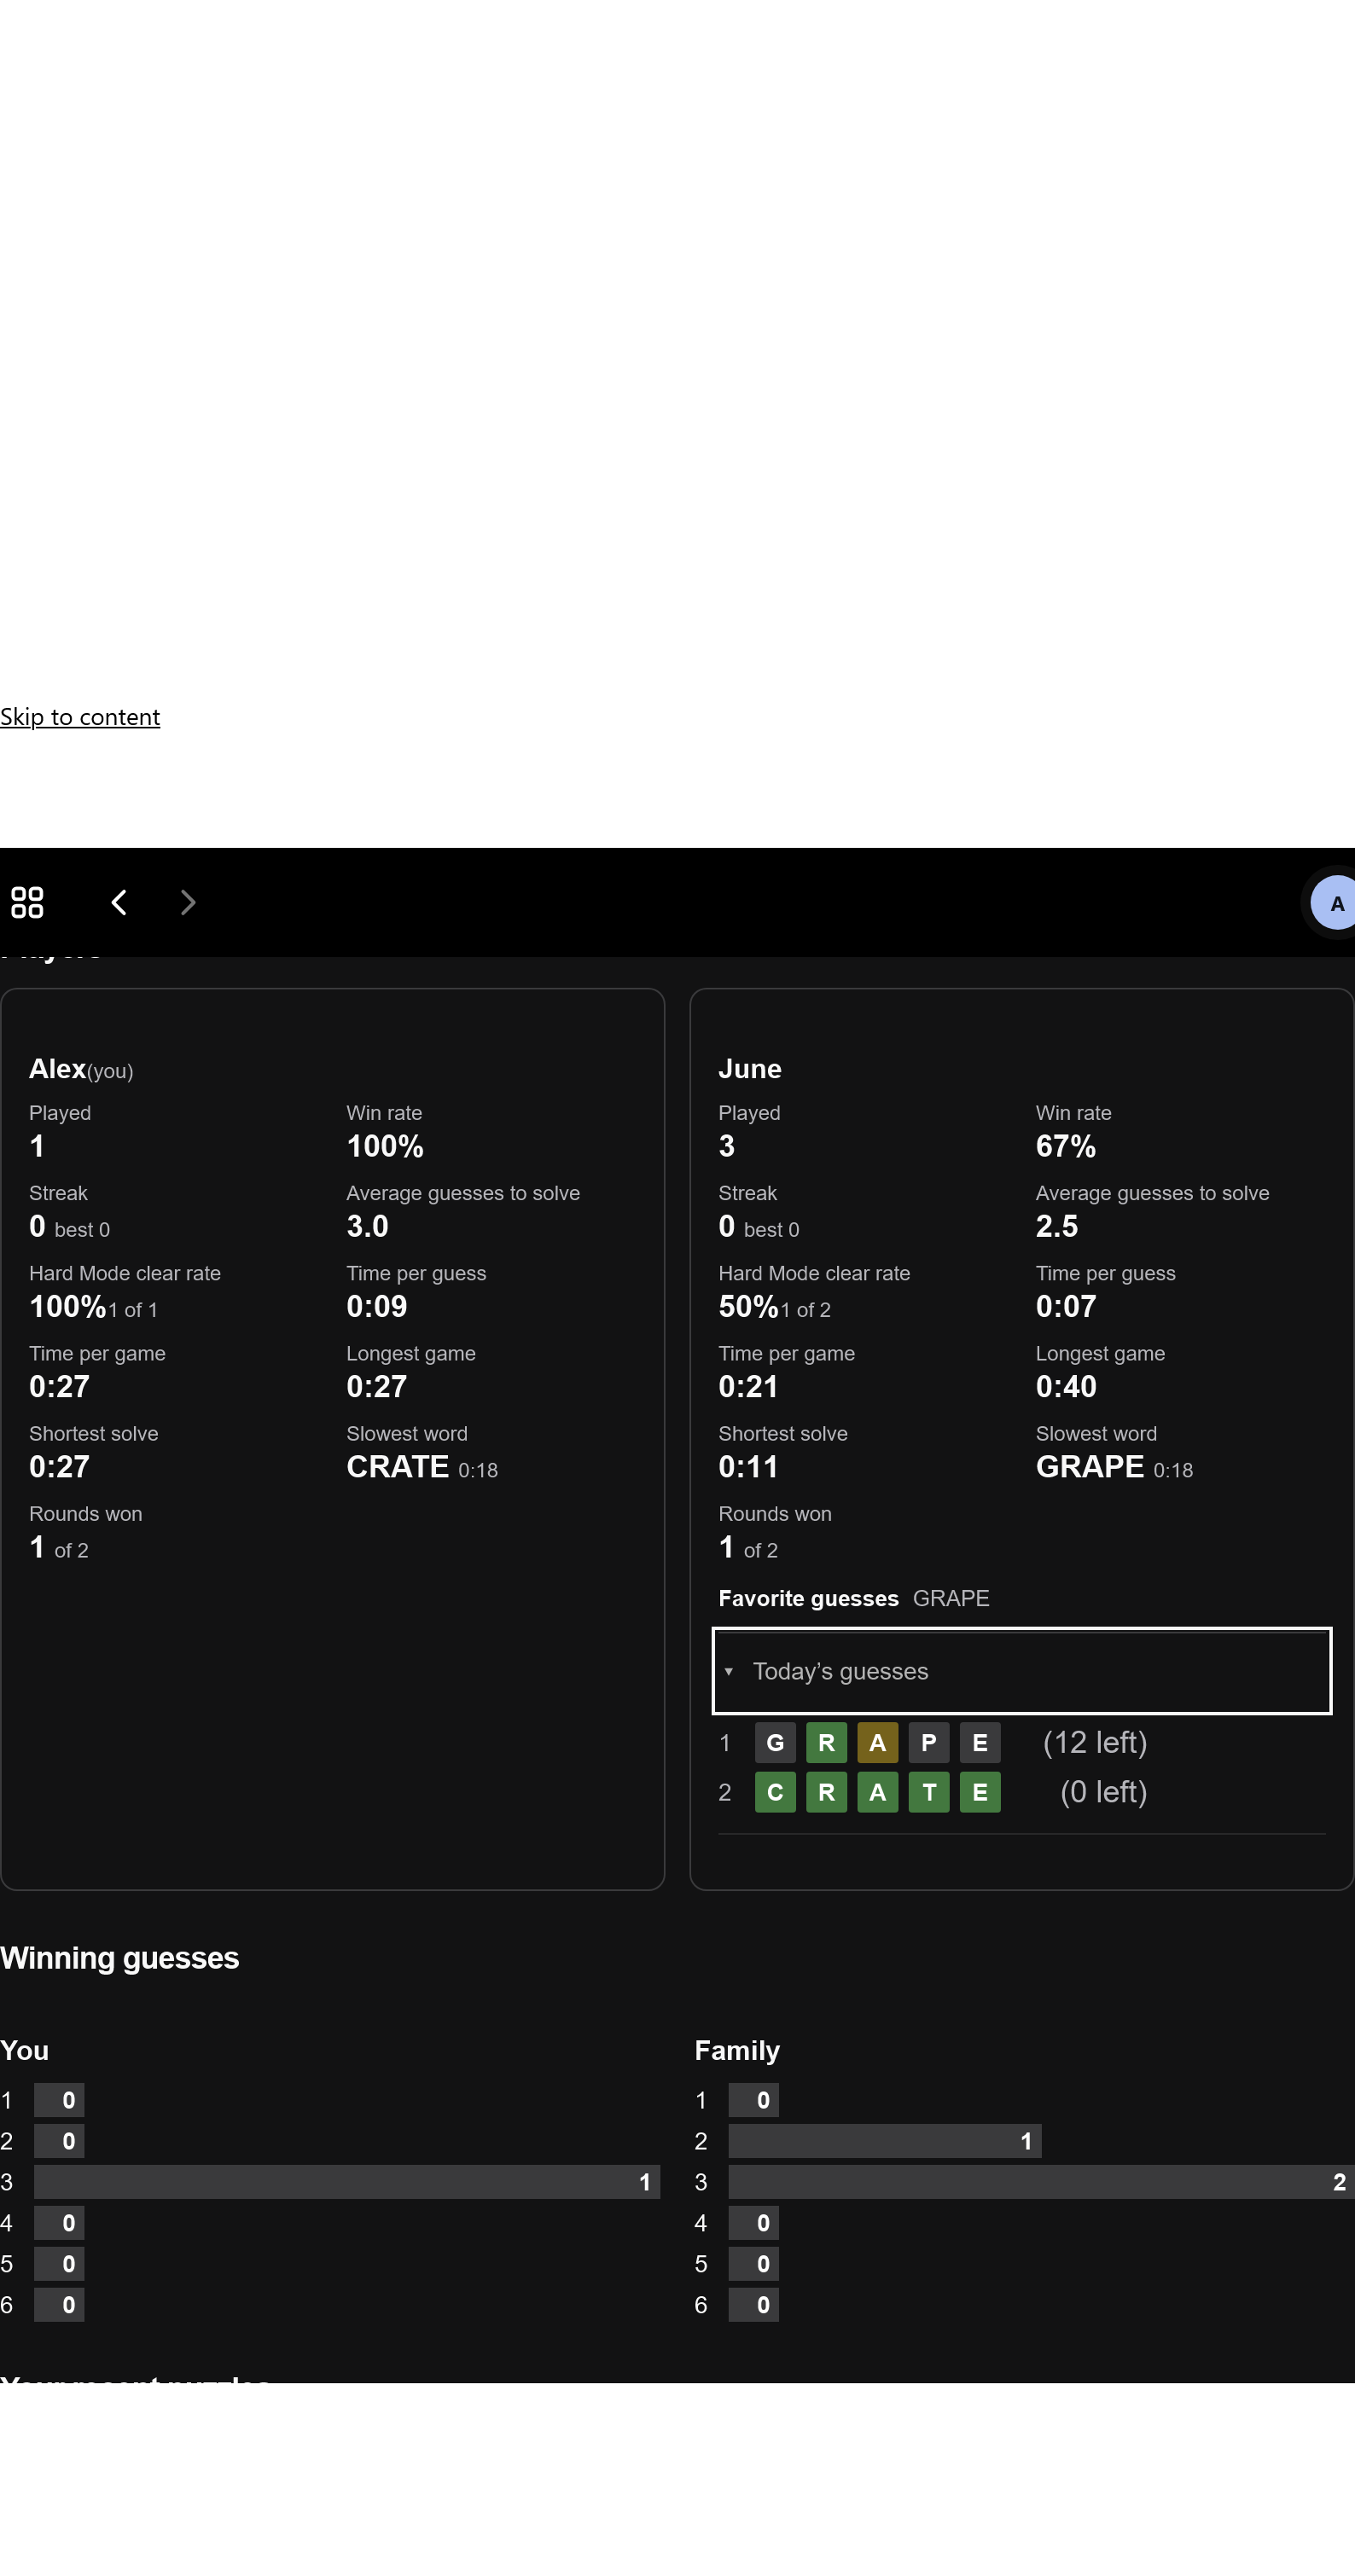 Skip to content
A
Players
Alex(you)
Played
1
Win rate
100%
Streak
0 best 0
Average guesses to solve
3.0
Hard Mode clear rate
100%1 of 1
Time per guess
0:09
Time per game
0:27
Longest game
0:27
Shortest solve
0:27
Slowest word
CRATE 0:18
Rounds won
1 of 2
June
Played
3
Win rate
67%
Streak
0 best 0
Average guesses to solve
2.5
Hard Mode clear rate
50%1 of 2
Time per guess
0:07
Time per game
0:21
Longest game
0:40
Shortest solve
0:11
Slowest word
GRAPE 0:18
Rounds won
1 of 2
Favorite guesses GRAPE
Today’s guesses
1 G R A P E (12 left)
2 C R A T E (0 left)
Winning guesses
You
1 0
2 0
3 1
4 0
5 0
6 0
Family
1 0
2 1
3 2
4 0
5 0
6 0
Your recent puzzles